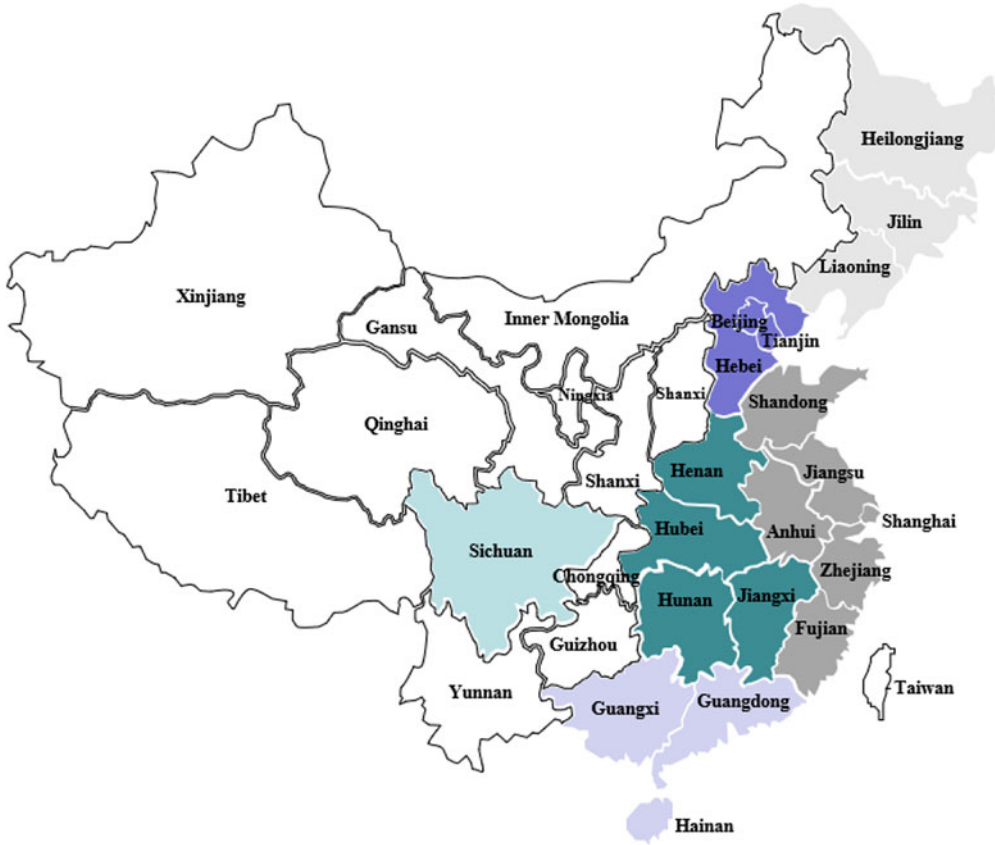 Heilongjiang
Jilin
Liaoning
Xinjiang
Gansu
Inner Mongolia
Beijing
Tianjin
Hebei
Ningxia
Shanxi
Shandong
Qinghai
Henan
Jiangsu
Shanxi
Tibet
Shanghai
Hubei
Anhui
Sichuan
Zhejiang
Chongqing
Hunan
Jiangxi
Fujian
Guizhou
Yunnan
Guangxi
Guangdong
Taiwan
Hainan